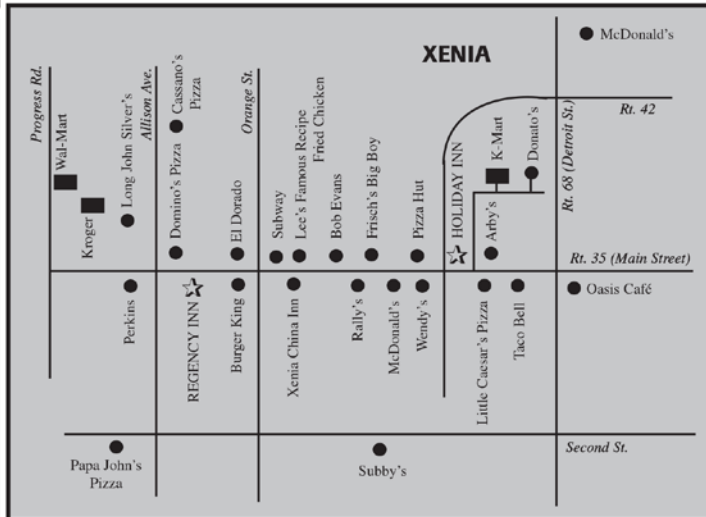 XENIA
McDonald's
Progress Rd.
Wal-Mart
Kroger
Long John Silver's
Allison Ave.
Cassano's
Pizza
Domino's Pizza
El Dorado
Orange St.
Subway
Lee's Famous Recipe
Fried Chicken
Bob Evans
Frisch's Big Boy
Pizza Hut
HOLIDAY INN
K-Mart
Arby's
Donato's
Rt. 68 (Detroit St.)
Rt. 42
Rt. 35 (Main Street)
Perkins
REGENCY INN
Burger King
Xenia China Inn
Rally's
McDonald's
Wendy's
Little Caesar's Pizza
Taco Bell
Oasis Café
Second St.
Papa John's
Pizza
Subby's